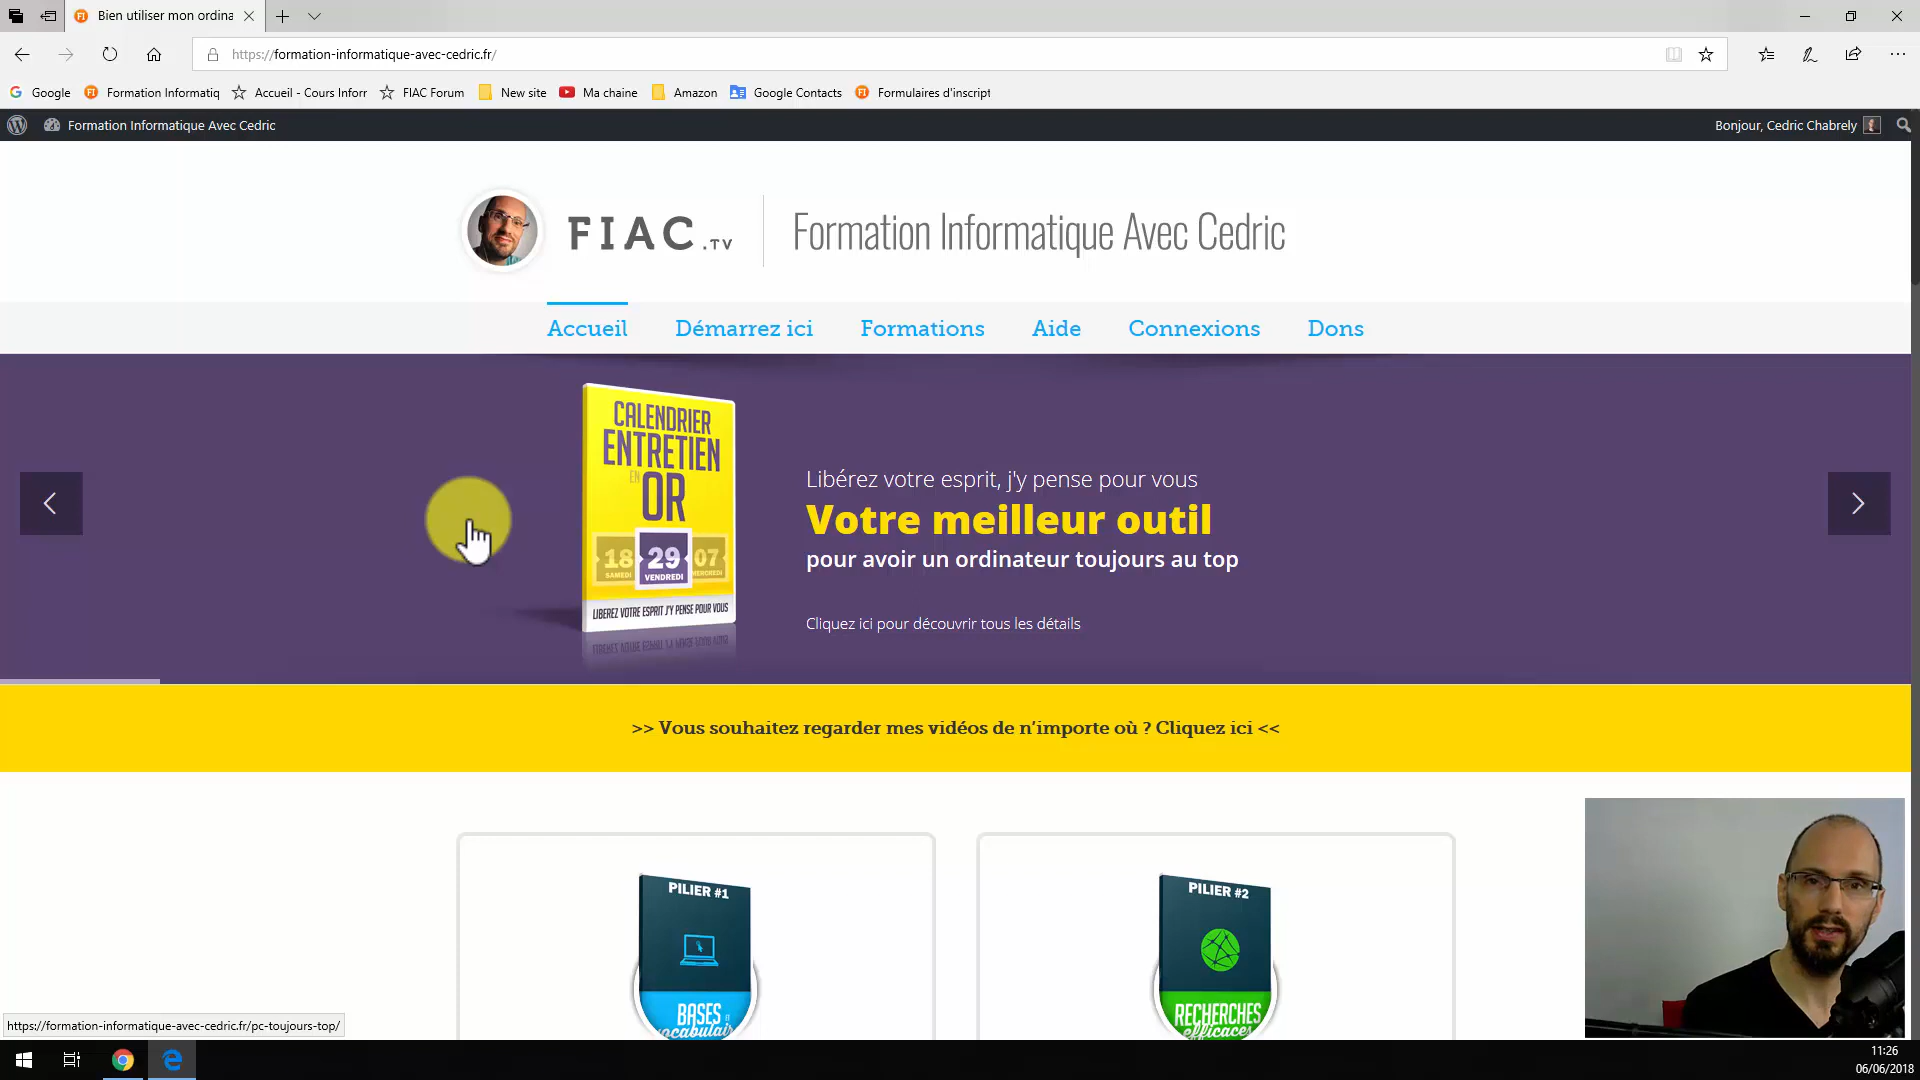 Bien utiliser mon ordina
https://formation-informatique-avec-cedric.fr/
Google
Formation Informatiq
Accueil - Cours Inforr
FIAC Forum
New site
Ma chaine
Amazon
Google Contacts
Formulaires d'inscript
Formation Informatique Avec Cedric
Bonjour, Cedric Chabrely
FIAC.TV
Formation Informatique Avec Cedric
Accueil
Démarrez ici
Formations
Aide
Connexions
Dons
CALENDRIER
ENTRETIEN
EN OR
18 29 07
SAMEDI VENDREDI MERCREDI
LIBEREZ VOTRE ESPRIT J'Y PENSE POUR VOUS
Libérez votre esprit, j'y pense pour vous
Votre meilleur outil
pour avoir un ordinateur toujours au top
Cliquez ici pour découvrir tous les détails
>> Vous souhaitez regarder mes vidéos de n'importe où ? Cliquez ici <<
PILIER #1
BASES ET
vocabulair
PILIER #2
RECHERCHES
efficaces
https://formation-informatique-avec-cedric.fr/pc-toujours-top/
11:26
06/06/2018